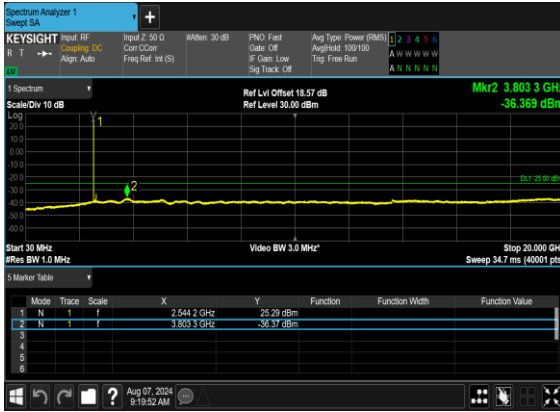 Spectrum Analyzer 1
Swept SA
+
KEYSIGHT
R T
Input: RF
Coupling: DC
Align: Auto
Input Z: 50 Ω
Corr CCorr
Freq Ref: Int (S)
#Atten: 30 dB
PNO: Fast
Gate: Off
IF Gain: Low
Sig Track: Off
Avg Type: Power (RMS)
Avg|Hold: 100/100
Trig: Free Run
1 2 3 4 5 6
A W W W W W
A N N N N N
1 Spectrum
Scale/Div 10 dB
Ref Lvl Offset 18.57 dB
Ref Level 30.00 dBm
Mkr2 3.803 3 GHz
-36.369 dBm
Log
20.0
10.0
0.00
-10.0
-20.0
-30.0
-40.0
-50.0
-60.0
1
2
DL1 -25.00 dBm
Start 30 MHz
#Res BW 1.0 MHz
Video BW 3.0 MHz*
Stop 20.000 GH
Sweep 34.7 ms (40001 pts
5 Marker Table
Mode Trace Scale X Y Function Function Width Function Value
1 N 1 f 2.544 2 GHz 25.29 dBm
2 N 1 f 3.803 3 GHz -36.37 dBm
3
4
5
6
?
Aug 07, 2024
9:19:52 AM